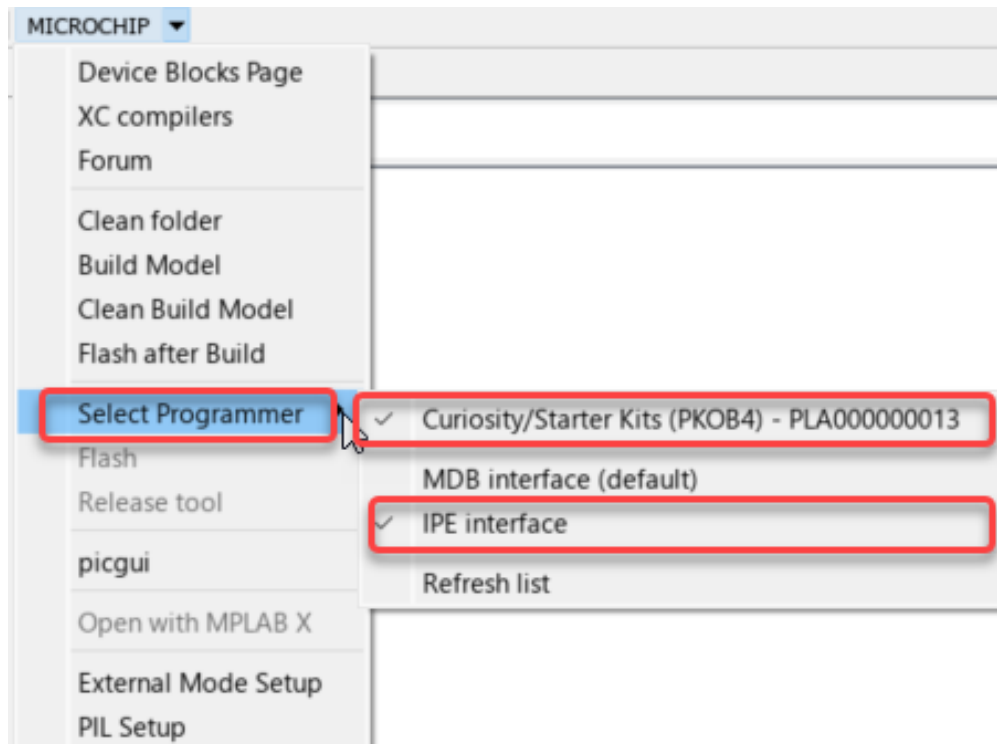 MICROCHIP
Device Blocks Page
XC compilers
Forum
Clean folder
Build Model
Clean Build Model
Flash after Build
Select Programmer
Curiosity/Starter Kits (PKOB4) - PLA000000013
Flash
MDB interface (default)
Release tool
IPE interface
picgui
Refresh list
Open with MPLAB X
External Mode Setup
PIL Setup